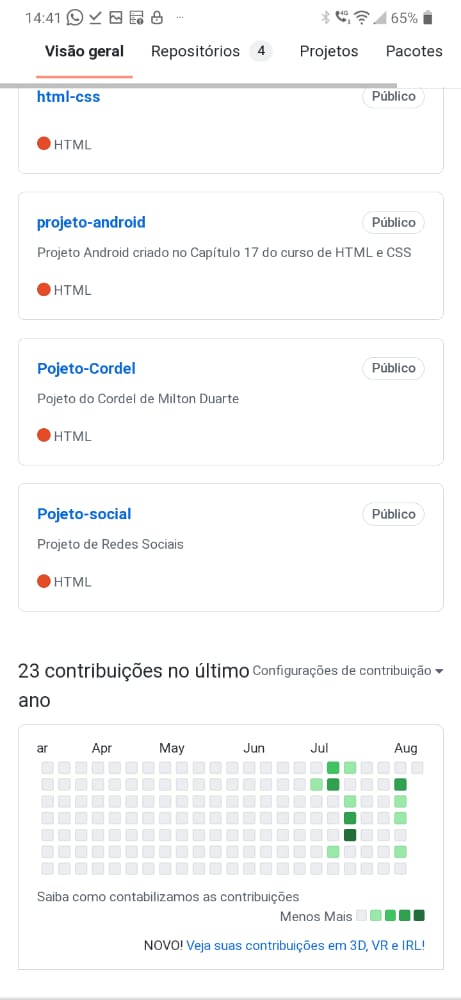 14:41 65%
Visão geral Repositórios 4 Projetos Pacotes
html-css Público
HTML
projeto-android Público
Projeto Android criado no Capítulo 17 do curso de HTML e CSS
HTML
Pojeto-Cordel Público
Pojeto do Cordel de Milton Duarte
HTML
Pojeto-social Público
Projeto de Redes Sociais
HTML
23 contribuições no último Configurações de contribuição
ano
ar Apr May Jun Jul Aug
Saiba como contabilizamos as contribuições
Menos Mais
NOVO! Veja suas contribuições em 3D, VR e IRL!